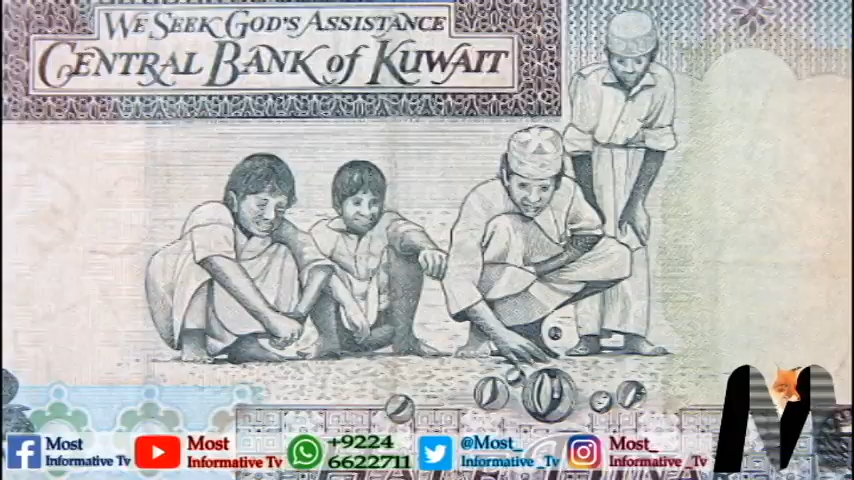 WE SEEK GOD'S ASSISTANCE
CENTRAL BANK OF KUWAIT
Most
Informative Tv
Most
Informative Tv
+9224
6622711
@Most_
Informative _Tv
Most_
Informative _Tv
M